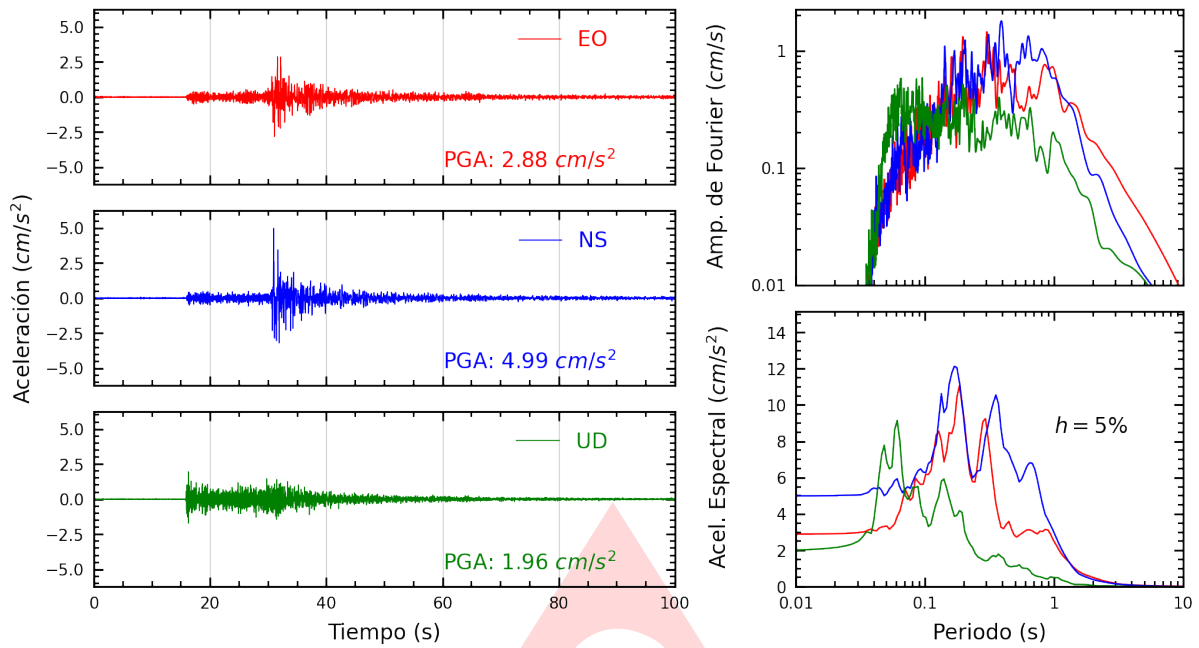 Aceleración (cm/s²)
5.0
2.5
0.0
−2.5
−5.0
EO
PGA: 2.88 cm/s²
5.0
2.5
0.0
−2.5
−5.0
NS
PGA: 4.99 cm/s²
5.0
2.5
0.0
−2.5
−5.0
UD
PGA: 1.96 cm/s²
0 20 40 60 80 100
Tiempo (s)
Amp. de Fourier (cm/s)
1
0.1
0.01
Acel. Espectral (cm/s²)
14
12
10
8
6
4
2
0
h = 5%
0.01 0.1 1 10
Periodo (s)